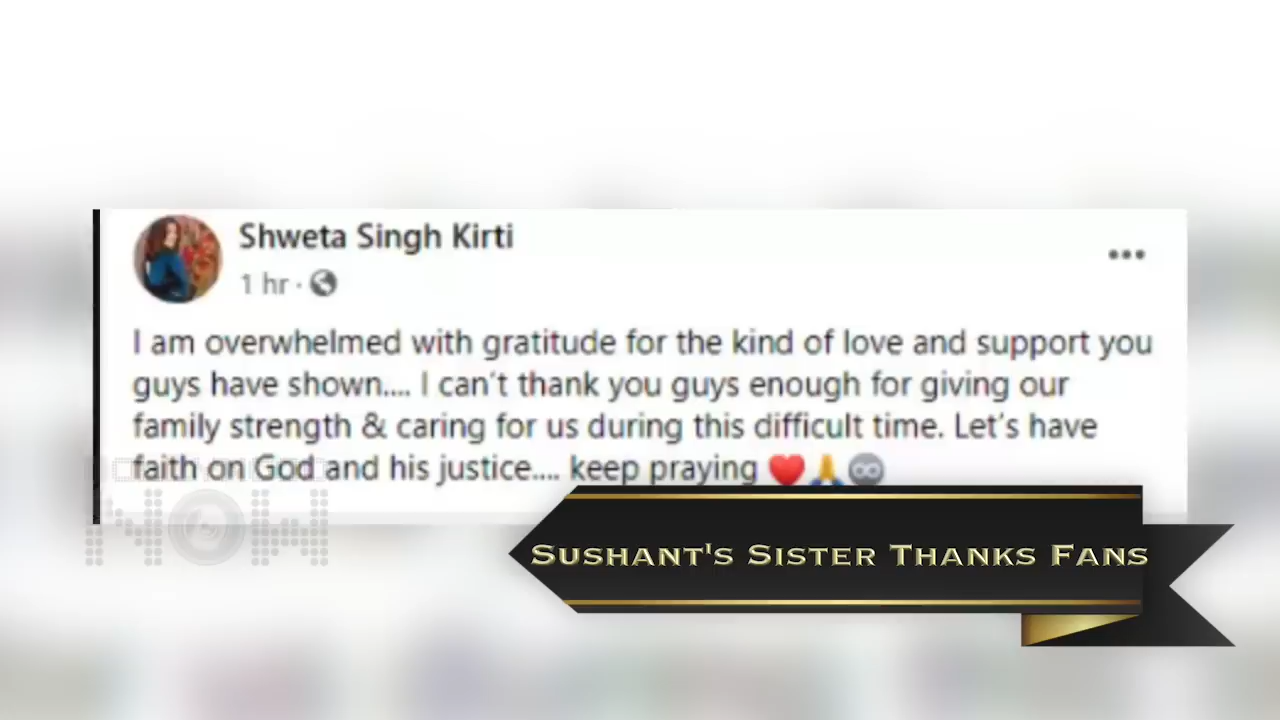 Shweta Singh Kirti
1 hr ·
I am overwhelmed with gratitude for the kind of love and support you
guys have shown.... I can't thank you guys enough for giving our
family strength & caring for us during this difficult time. Let's have
faith on God and his justice.... keep praying ❤️🙏♾️
NOW
SUSHANT'S SISTER THANKS FANS